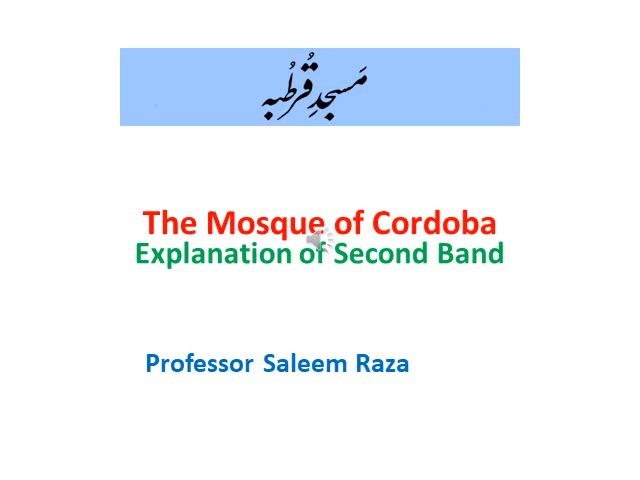 مَسجدِ قُرطُبہ
The Mosque of Cordoba
Explanation of Second Band
Professor Saleem Raza